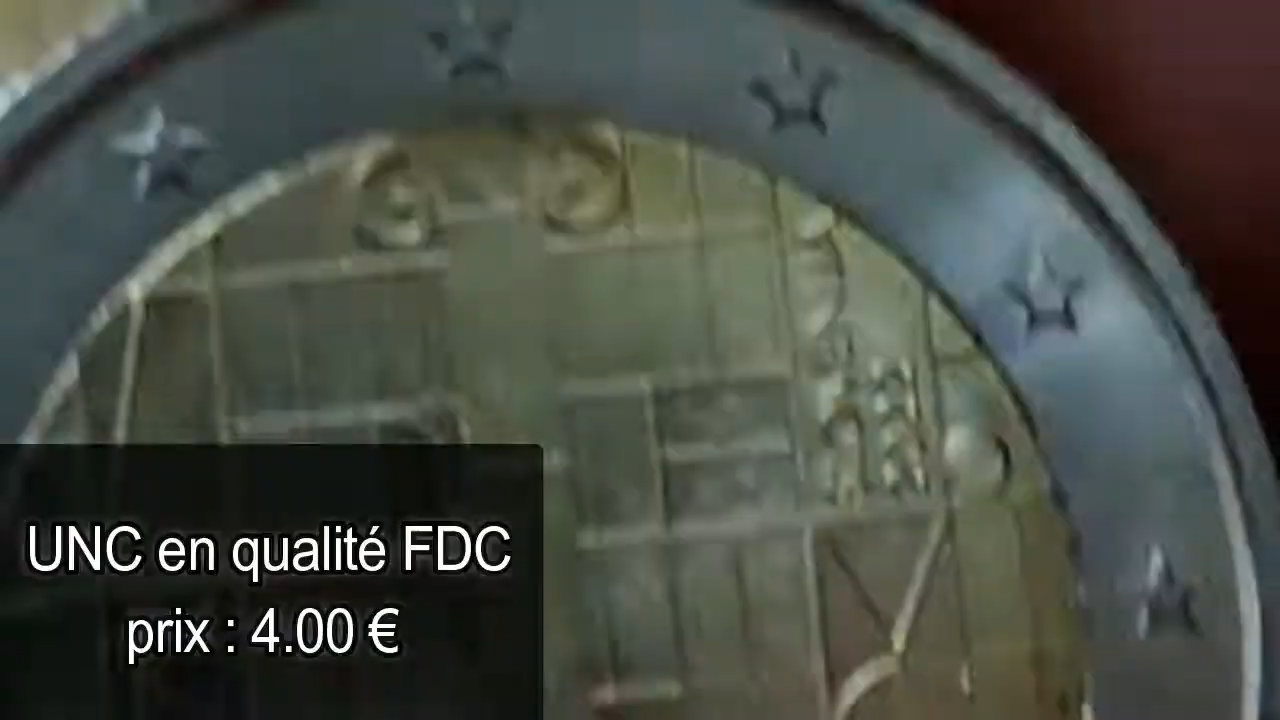 UNC en qualité FDC
prix : 4.00 €